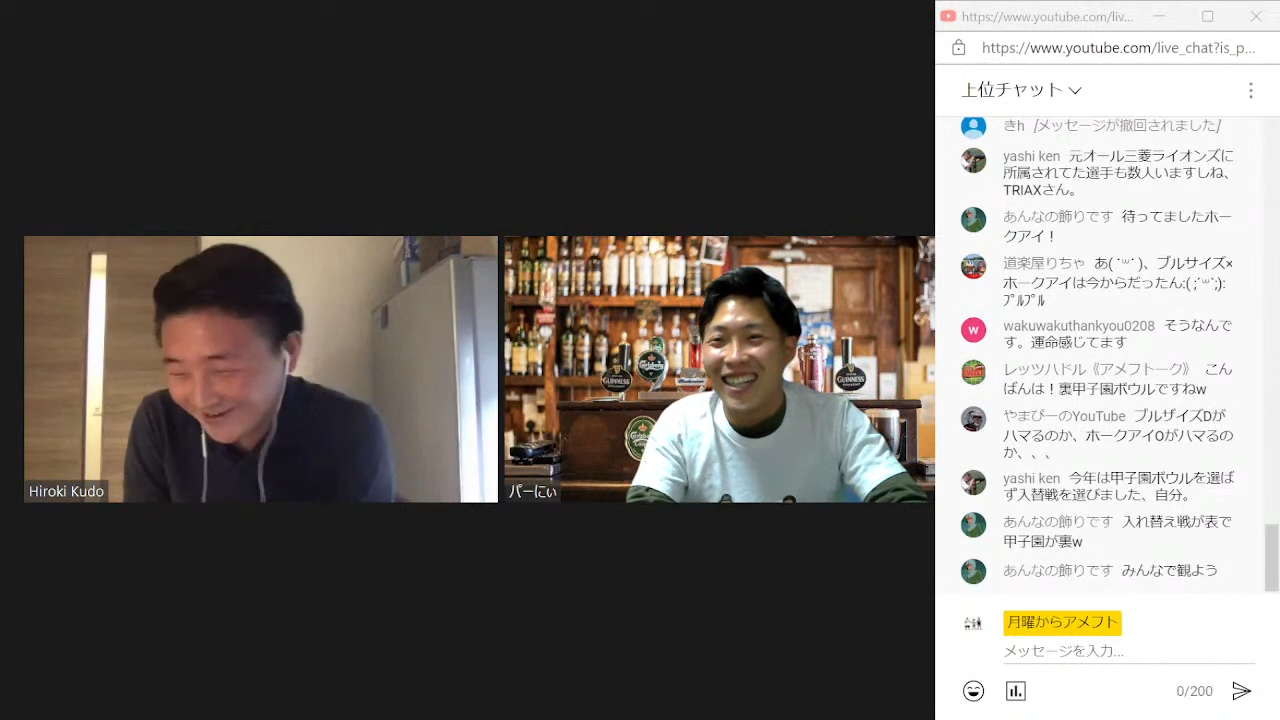 https://www.youtube.com/liv...
https://www.youtube.com/live_chat?is_p...
上位チャット
きh [メッセージが撤回されました]
yashi ken 元オール三菱ライオンズに
所属されてた選手も数人いますしね、
TRIAXさん。
あんなの飾りです 待ってましたホー
クアイ！
道楽屋りちゃ あ( ˙꒳˙ )、ブルサイズ×
ホークアイは今からだったん:( ;˙꒳˙;):
ﾌﾟﾙﾌﾟﾙ
wakuwakuthankyou0208 そうなんで
す。運命感じてます
レッツハドル《アメフトーク》 こん
ばんは！裏甲子園ボウルですねw
やまびーのYouTube ブルザイズDが
ハマるのか、ホークアイOがハマるの
か、、、
yashi ken 今年は甲子園ボウルを選ば
ず入替戦を選びました、自分。
あんなの飾りです 入れ替え戦が表で
甲子園が裏w
あんなの飾りです みんなで観よう
月曜からアメフト
メッセージを入力...
0/200
Hiroki Kudo
パーにぃ
GUINNESS
Carlsberg
GUINNESS
Carlsberg